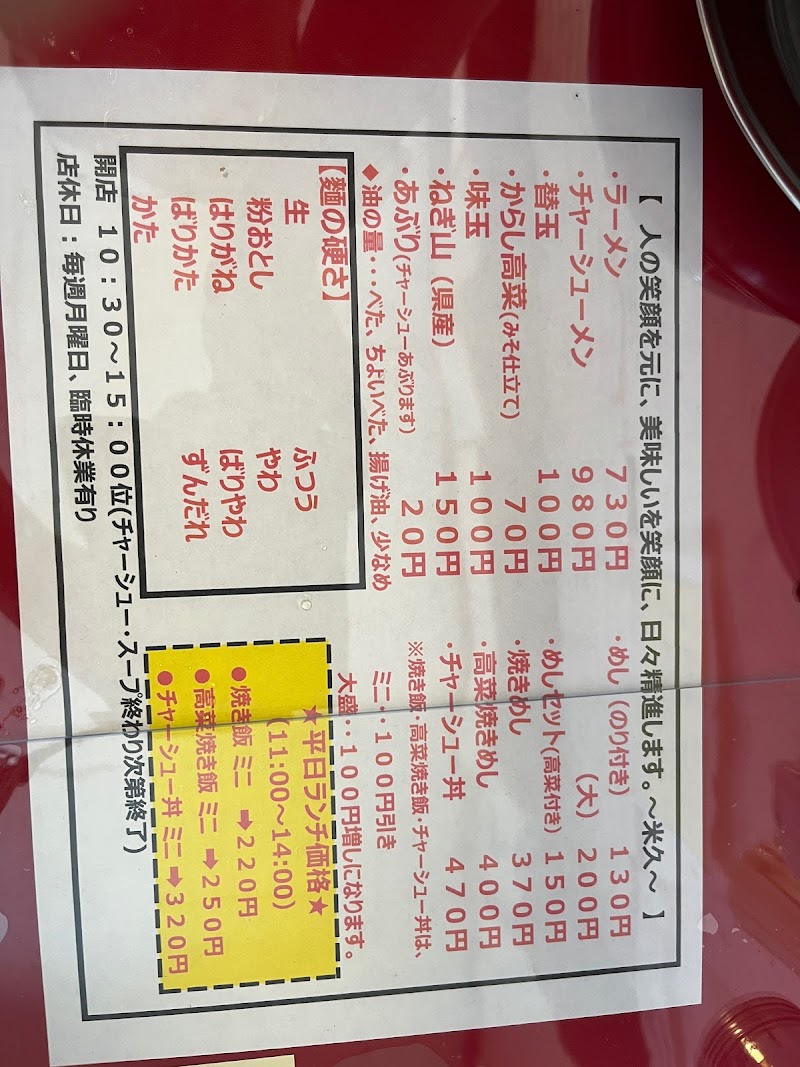 【 人の笑顔を元に、美味しいを笑顔に、日々精進します。～米久～ 】
・ラーメン 730円
・チャーシューメン 980円
・替玉 100円
・からし高菜(みそ仕立て) 70円
・味玉 100円
・ねぎ山（県産） 150円
・あぶり(チャーシューあぶります) 20円
◆油の量・・・べた、ちょいべた、揚げ油、少なめ
・めし（のり付き） 130円
（大） 200円
・めしセット(高菜付き) 150円
・焼きめし 370円
・高菜焼きめし 400円
・チャーシュー丼 470円
※焼き飯・高菜焼き飯・チャーシュー丼は、
ミニ・・100円引き
大盛・・100円増しになります。
【麺の硬さ】
生 ふつう
粉おとし やわ
はりがね ばりやわ
ばりかた ずんだれ
かた
★平日ランチ価格★
(11:00～14:00)
●焼き飯 ミニ ➡220円
●高菜焼き飯 ミニ ➡250円
●チャーシュー丼 ミニ ➡320円
開店 10：30～15：00位(チャーシュー・スープ終わり次第終了)
店休日：毎週月曜日、臨時休業有り